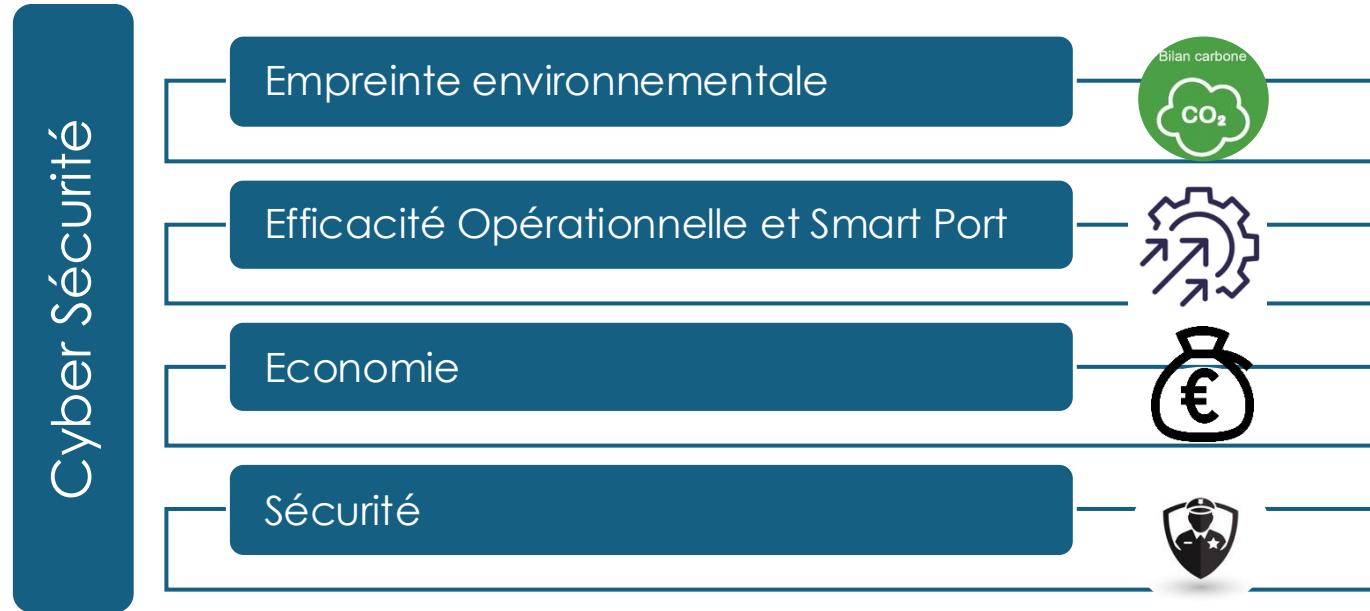 Cyber Sécurité
Empreinte environnementale
Bilan carbone
CO₂
Efficacité Opérationnelle et Smart Port
Economie
€
Sécurité